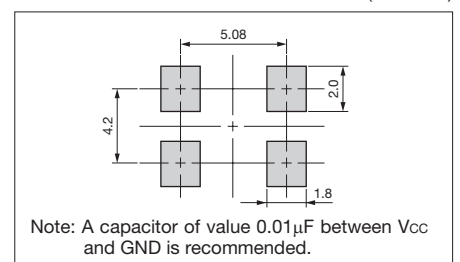 5.08
2.0
4.2
1.8
Note: A capacitor of value 0.01μF between Vcc
and GND is recommended.